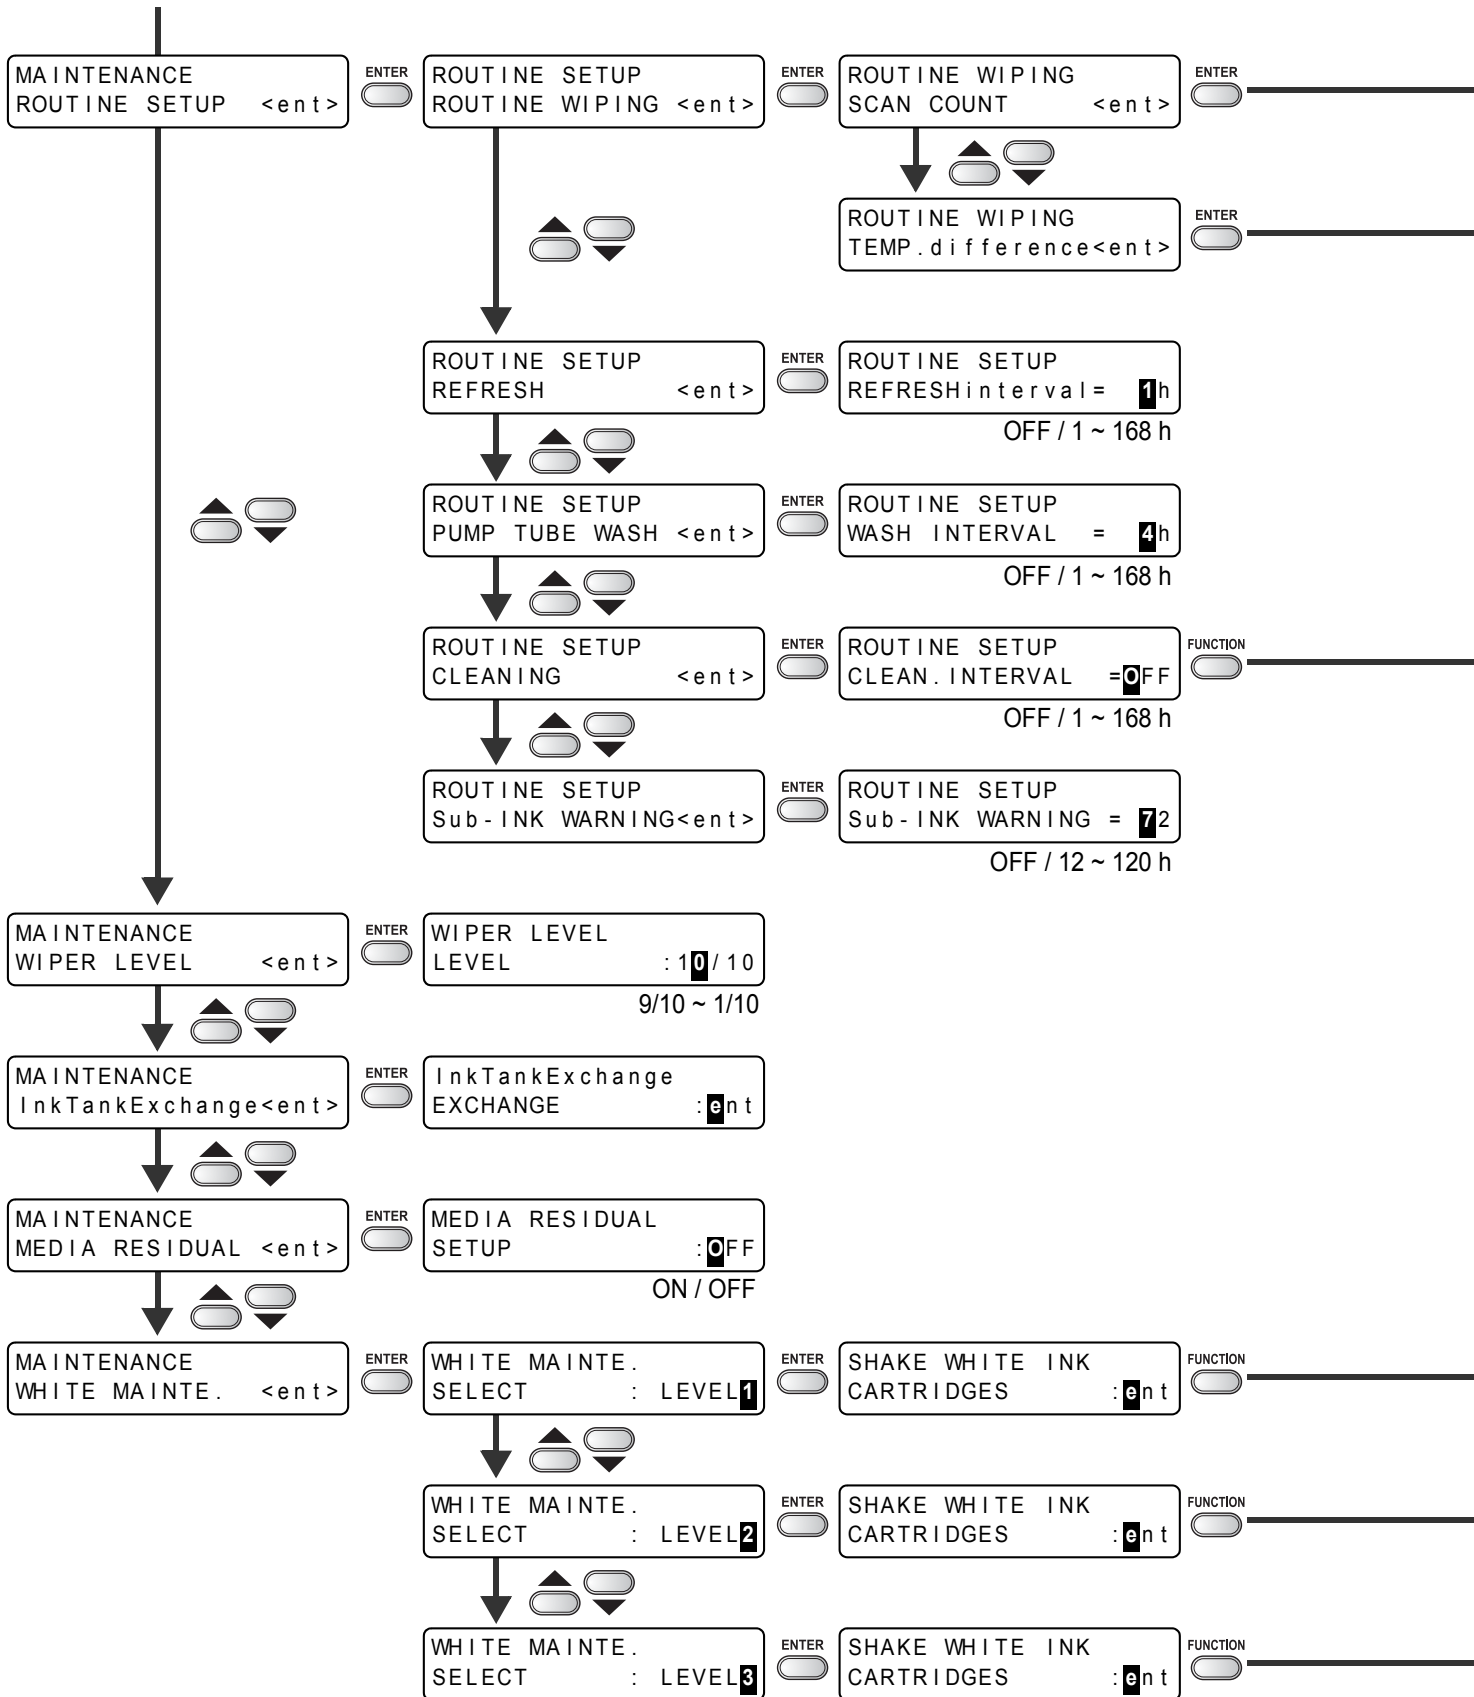 MAINTENANCE
ROUTINE SETUP <ent>
ENTER
ROUTINE SETUP
ROUTINE WIPING <ent>
ENTER
ROUTINE WIPING
SCAN COUNT <ent>
ENTER
ROUTINE WIPING
TEMP.difference<ent>
ENTER
ROUTINE SETUP
REFRESH <ent>
ENTER
ROUTINE SETUP
REFRESHinterval= 1h
OFF / 1 ~ 168 h
ROUTINE SETUP
PUMP TUBE WASH <ent>
ENTER
ROUTINE SETUP
WASH INTERVAL = 4h
OFF / 1 ~ 168 h
ROUTINE SETUP
CLEANING <ent>
ENTER
ROUTINE SETUP
CLEAN.INTERVAL =OFF
FUNCTION
OFF / 1 ~ 168 h
ROUTINE SETUP
Sub-INK WARNING<ent>
ENTER
ROUTINE SETUP
Sub-INK WARNING = 72
OFF / 12 ~ 120 h
MAINTENANCE
WIPER LEVEL <ent>
ENTER
WIPER LEVEL
LEVEL :10/10
9/10 ~ 1/10
MAINTENANCE
InkTankExchange<ent>
ENTER
InkTankExchange
EXCHANGE :ent
MAINTENANCE
MEDIA RESIDUAL <ent>
ENTER
MEDIA RESIDUAL
SETUP :OFF
ON / OFF
MAINTENANCE
WHITE MAINTE. <ent>
ENTER
WHITE MAINTE.
SELECT : LEVEL1
ENTER
SHAKE WHITE INK
CARTRIDGES :ent
FUNCTION
WHITE MAINTE.
SELECT : LEVEL2
ENTER
SHAKE WHITE INK
CARTRIDGES :ent
FUNCTION
WHITE MAINTE.
SELECT : LEVEL3
ENTER
SHAKE WHITE INK
CARTRIDGES :ent
FUNCTION